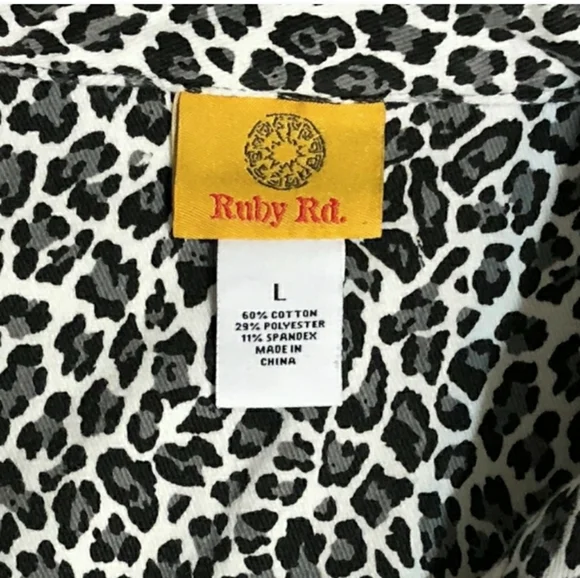 Ruby Rd.
L
60% COTTON
29% POLYESTER
11% SPANDEX
MADE IN
CHINA